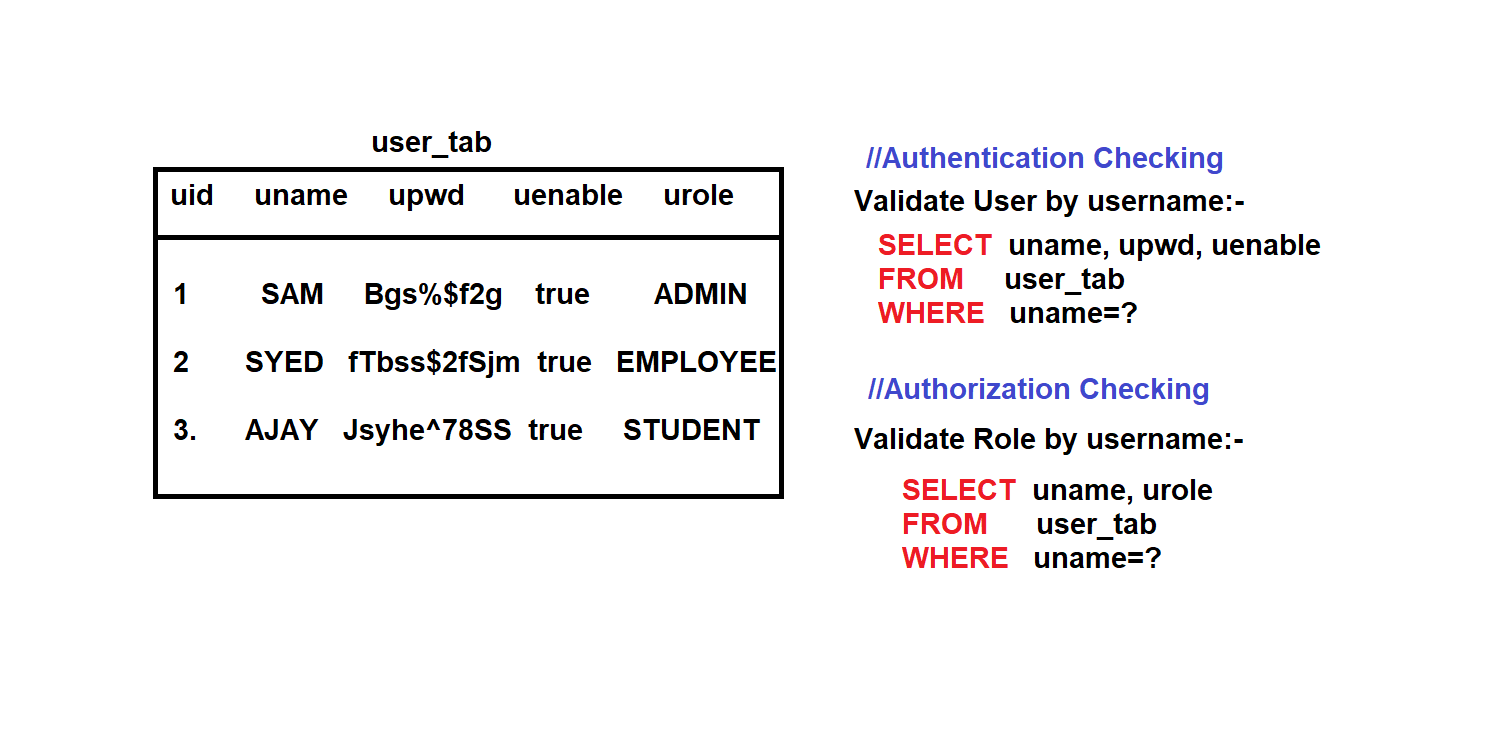 user_tab
uid uname upwd uenable urole
1 SAM Bgs%$f2g true ADMIN
2 SYED fTbss$2fSjm true EMPLOYEE
3. AJAY Jsyhe^78SS true STUDENT
//Authentication Checking
Validate User by username:-
SELECT uname, upwd, uenable
FROM user_tab
WHERE uname=?
//Authorization Checking
Validate Role by username:-
SELECT uname, urole
FROM user_tab
WHERE uname=?